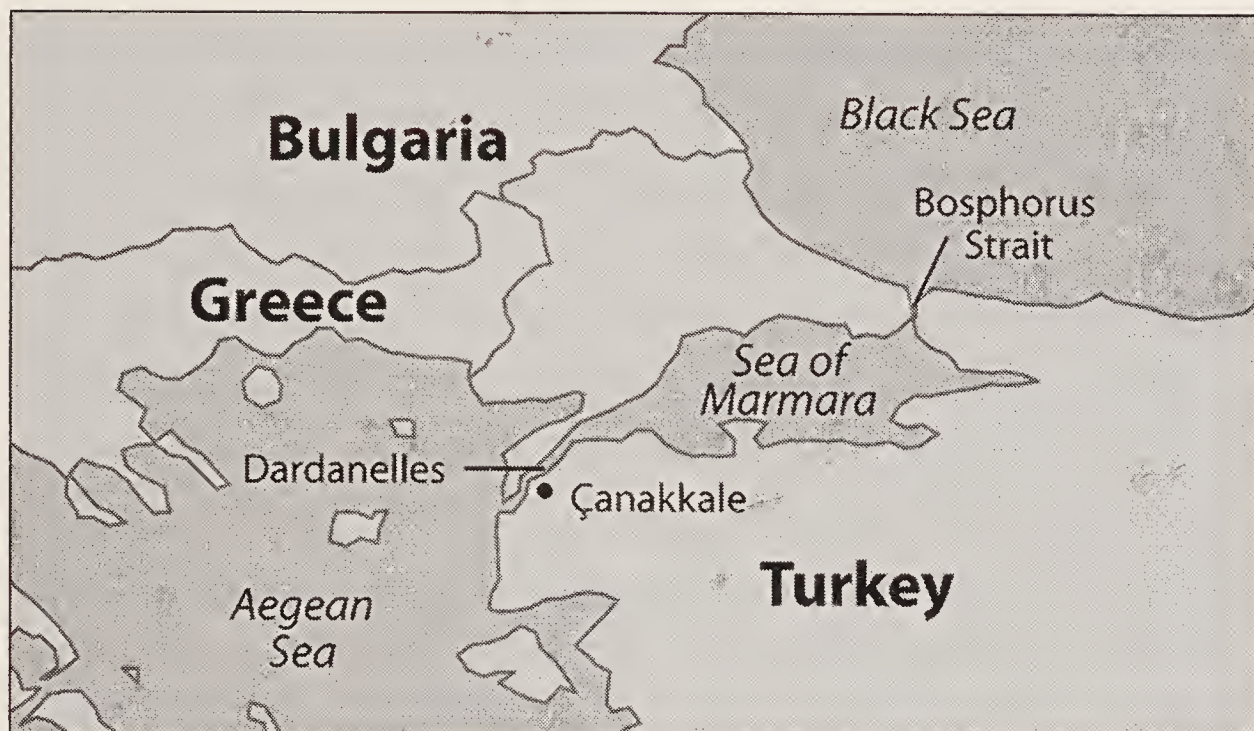 Black Sea
Bulgaria
Bosphorus
Strait
Greece
Sea of
Marmara
Dardanelles
Çanakkale
Turkey
Aegean
Sea